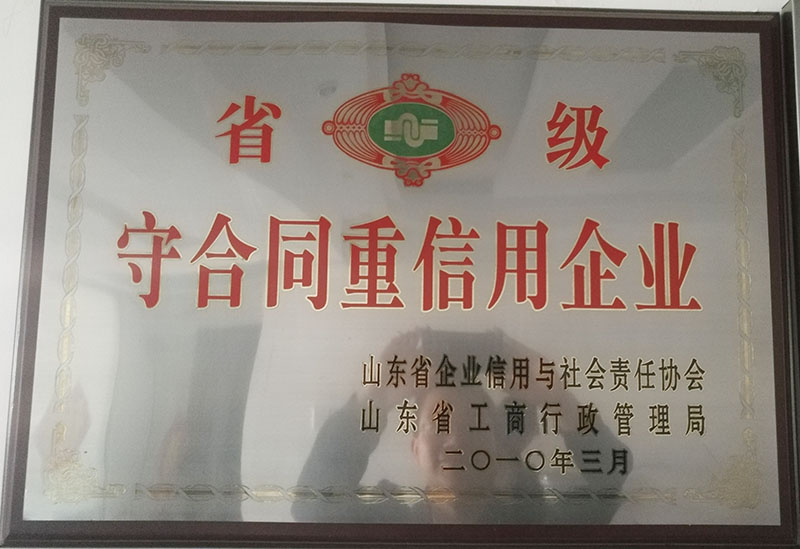 省级
守合同重信用企业
山东省企业信用与社会责任协会
山东省工商行政管理局
二〇一〇年三月